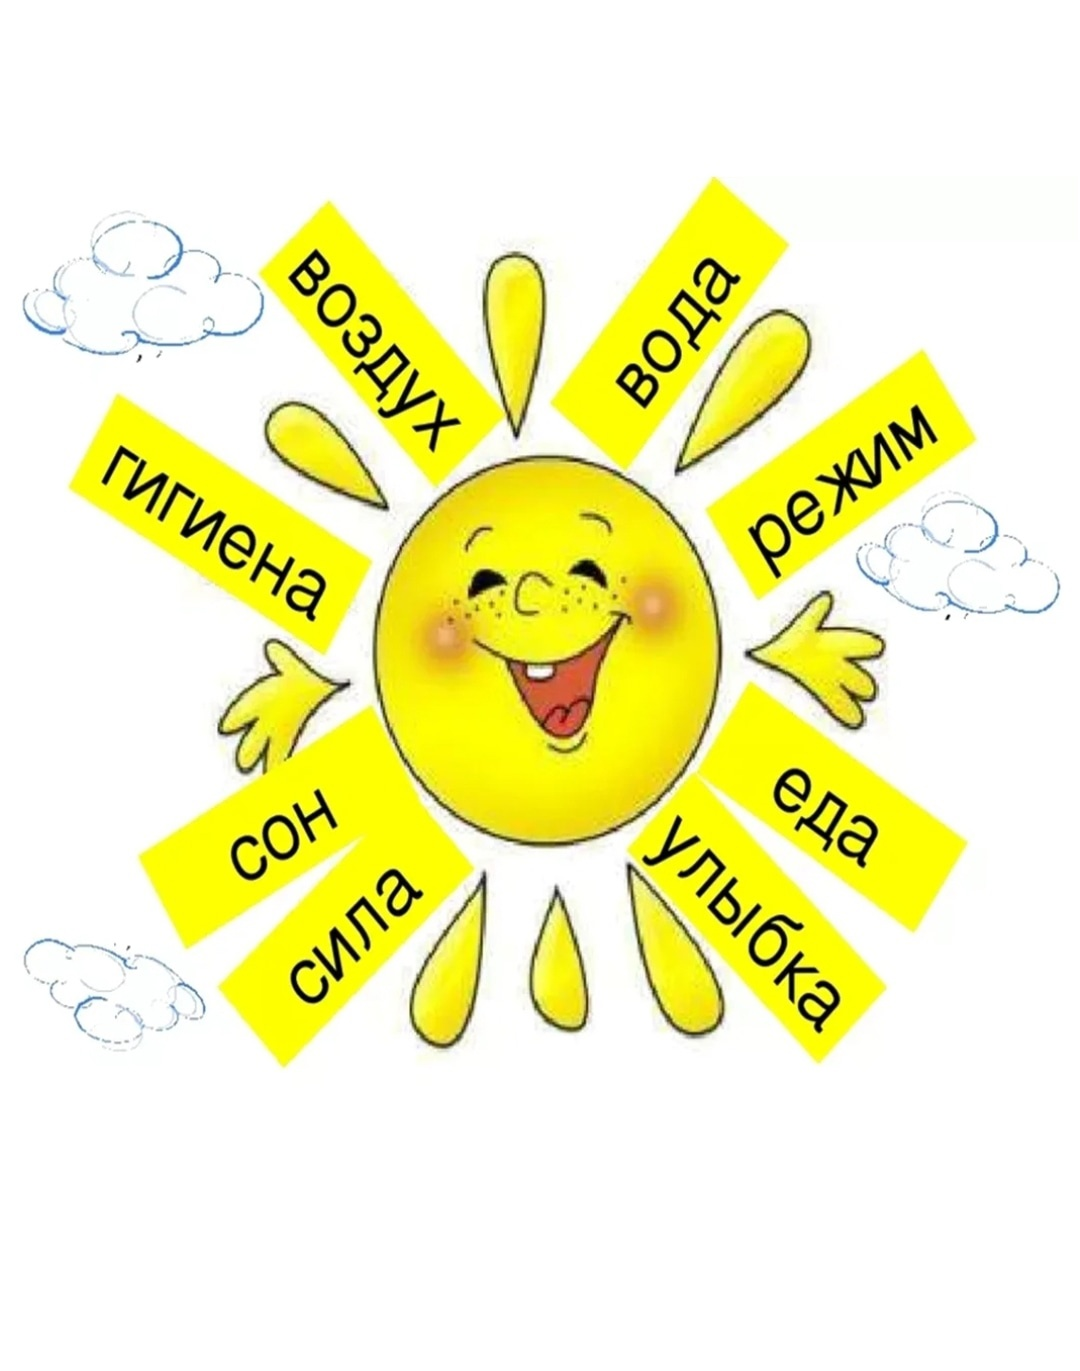 воздух
вода
режим
гигиена
еда
сон
улыбка
сила